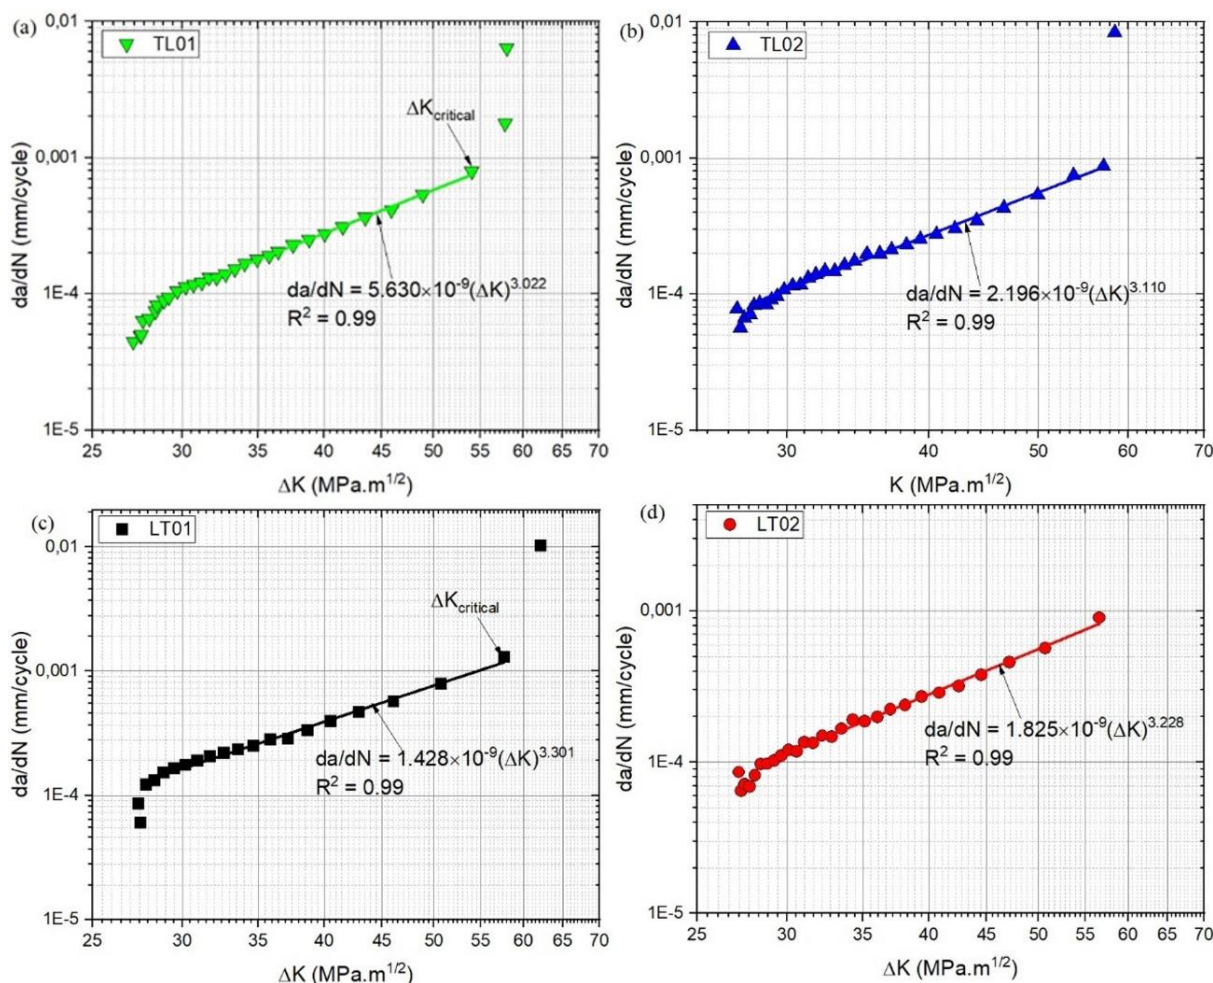 (a)
TL01
0,01
0,001
1E-4
1E-5
da/dN (mm/cycle)
ΔKcritical
da/dN = 5.630×10-9(ΔK)3.022
R2 = 0.99
25 30 35 40 45 50 55 60 65 70
ΔK (MPa.m1/2)
(b)
TL02
0,01
0,001
1E-4
1E-5
da/dN (mm/cycle)
da/dN = 2.196×10-9(ΔK)3.110
R2 = 0.99
30 40 50 60 70
K (MPa.m1/2)
(c)
LT01
0,01
0,001
1E-4
1E-5
da/dN (mm/cycle)
ΔKcritical
da/dN = 1.428×10-9(ΔK)3.301
R2 = 0.99
25 30 35 40 45 50 55 60 65 70
ΔK (MPa.m1/2)
(d)
LT02
0,001
1E-4
1E-5
da/dN (mm/cycle)
da/dN = 1.825×10-9(ΔK)3.228
R2 = 0.99
30 35 40 45 50 55 60 65 70
ΔK (MPa.m1/2)